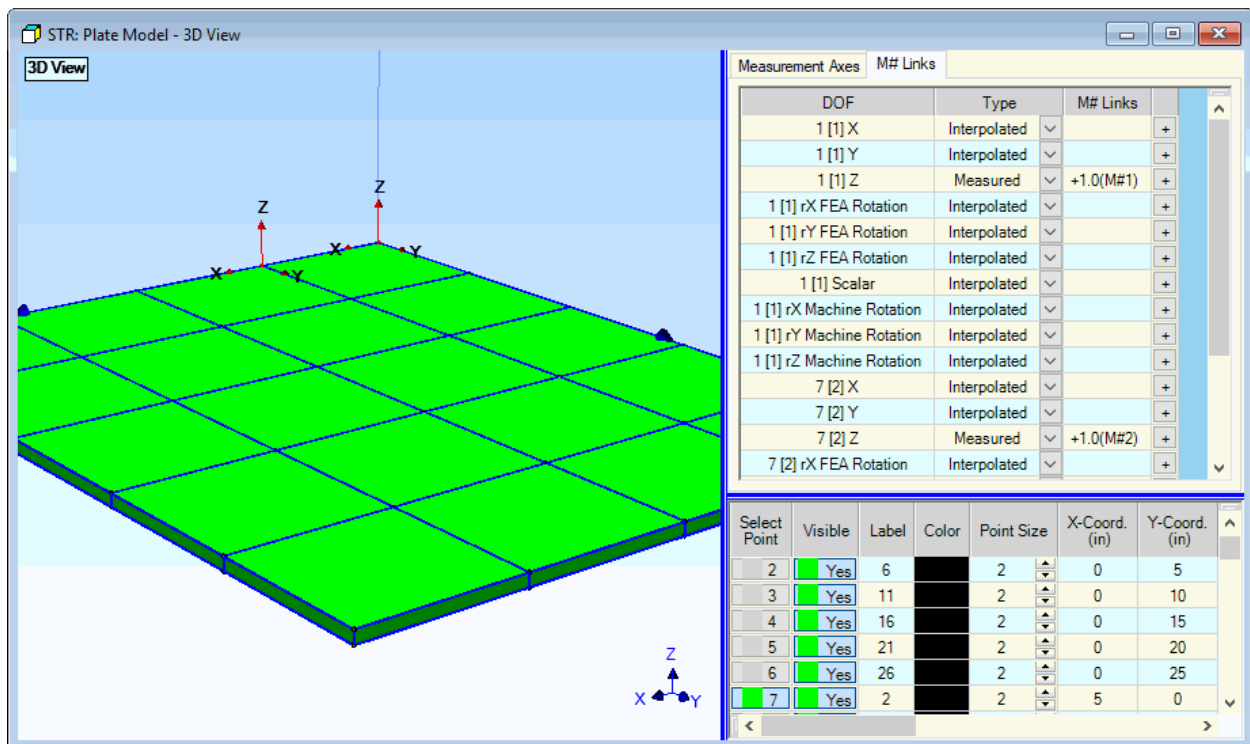 STR: Plate Model - 3D View
3D View
Z
Z
X
Y
X
Y
Z
X
Y
Measurement Axes M# Links
DOF Type M# Links
1 [1] X Interpolated +
1 [1] Y Interpolated +
1 [1] Z Measured +1.0(M#1) +
1 [1] rX FEA Rotation Interpolated +
1 [1] rY FEA Rotation Interpolated +
1 [1] rZ FEA Rotation Interpolated +
1 [1] Scalar Interpolated +
1 [1] rX Machine Rotation Interpolated +
1 [1] rY Machine Rotation Interpolated +
1 [1] rZ Machine Rotation Interpolated +
7 [2] X Interpolated +
7 [2] Y Interpolated +
7 [2] Z Measured +1.0(M#2) +
7 [2] rX FEA Rotation Interpolated +
Select Point Visible Label Color Point Size X-Coord. (in) Y-Coord. (in)
2 Yes 6 2 0 5
3 Yes 11 2 0 10
4 Yes 16 2 0 15
5 Yes 21 2 0 20
6 Yes 26 2 0 25
7 Yes 2 2 5 0